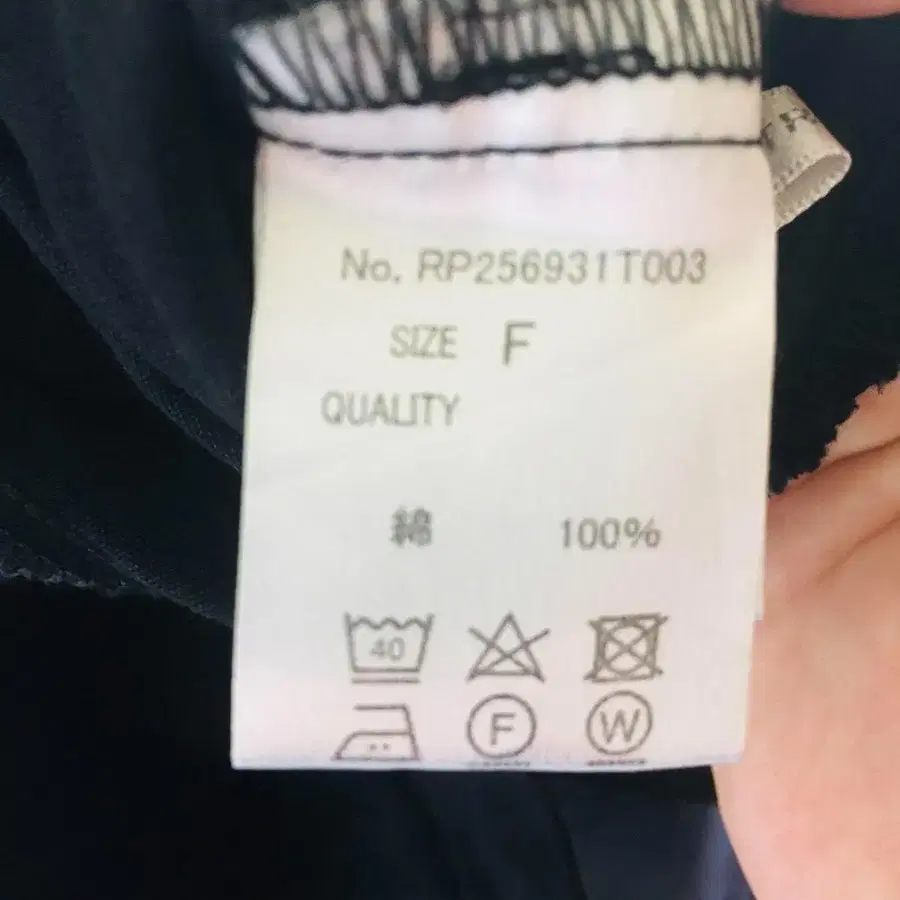 No. RP256931T003
SIZE F
QUALITY
綿 100%
40
F W